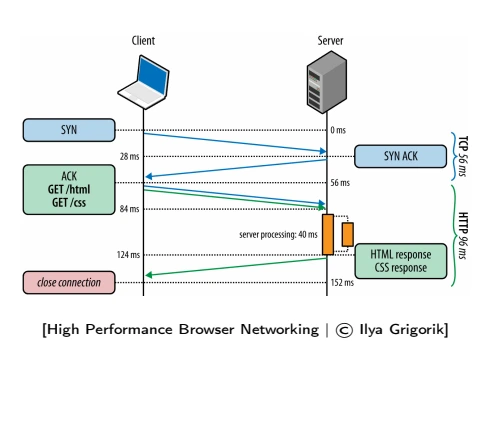 Client
Server
SYN
0 ms
28 ms
SYN ACK
TCP 56 ms
ACK
GET /html
GET /css
56 ms
84 ms
HTTP 96 ms
server processing: 40 ms
124 ms
HTML response
CSS response
close connection
152 ms
[High Performance Browser Networking | © Ilya Grigorik]